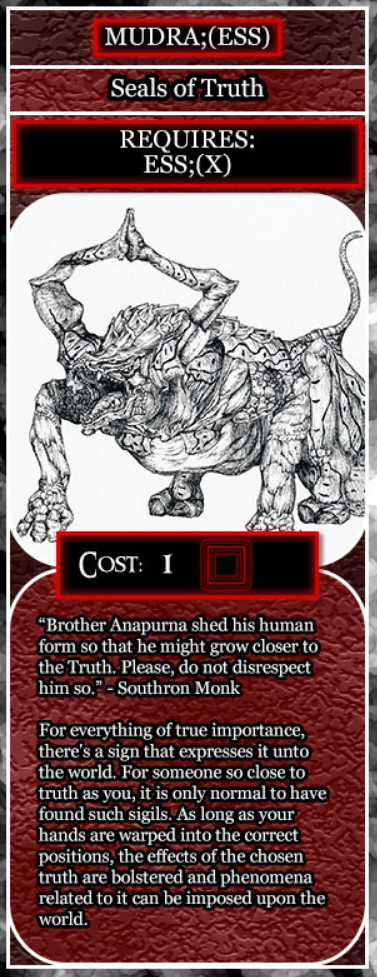 MUDRA;(ESS)
Seals of Truth
REQUIRES:
ESS;(X)
COST: 1
“Brother Anapurna shed his human
form so that he might grow closer to
the Truth. Please, do not disrespect
him so.” - Southron Monk
For everything of true importance,
there's a sign that expresses it unto
the world. For someone so close to
truth as you, it is only normal to have
found such sigils. As long as your
hands are warped into the correct
positions, the effects of the chosen
truth are bolstered and phenomena
related to it can be imposed upon the
world.